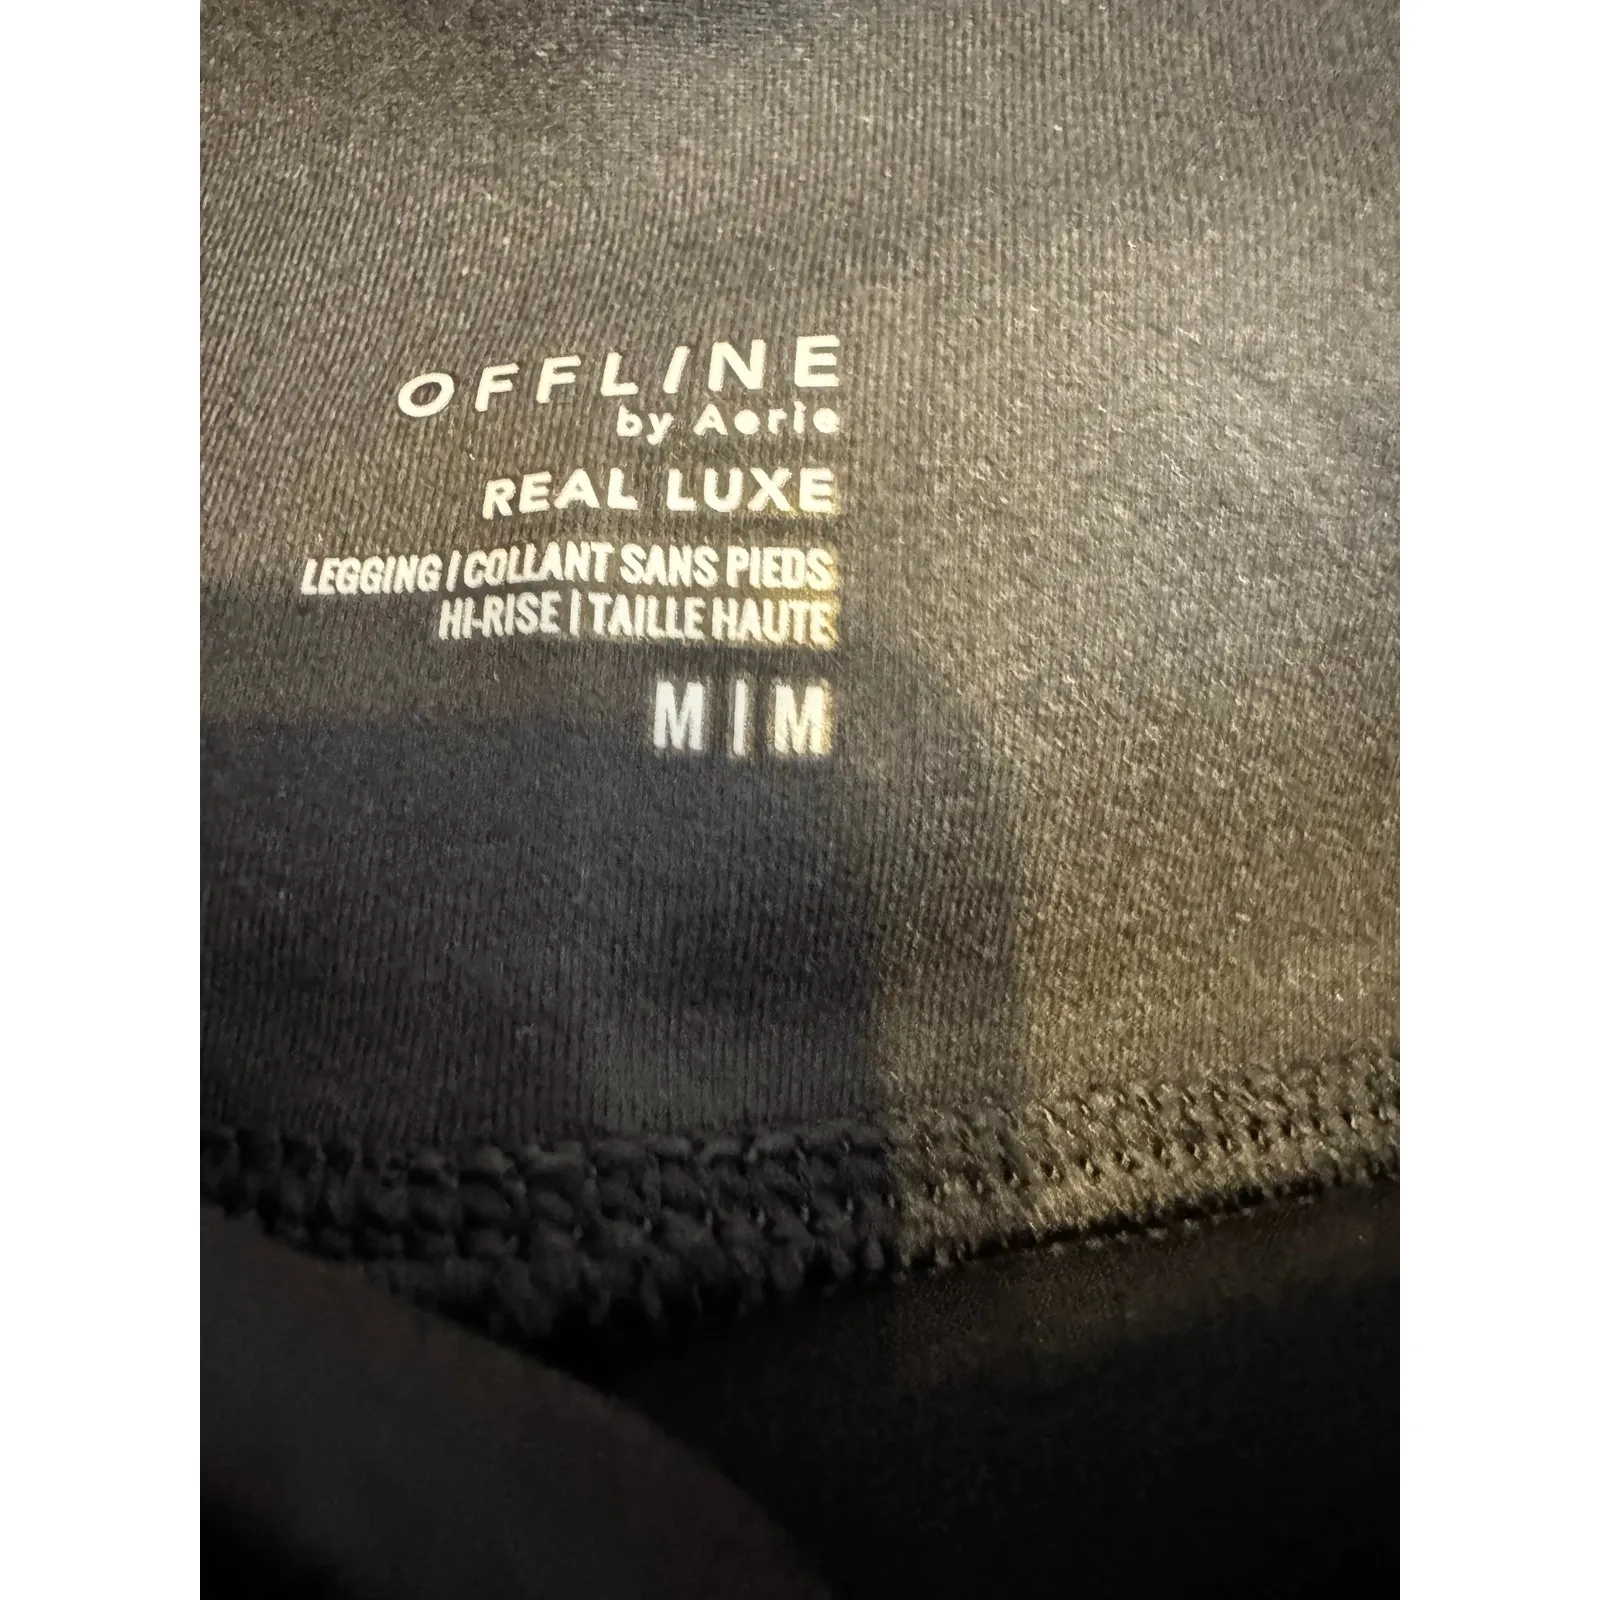 OFFLINE
by Aerie
REAL LUXE
LEGGING | COLLANT SANS PIEDS
HI-RISE | TAILLE HAUTE
M | M